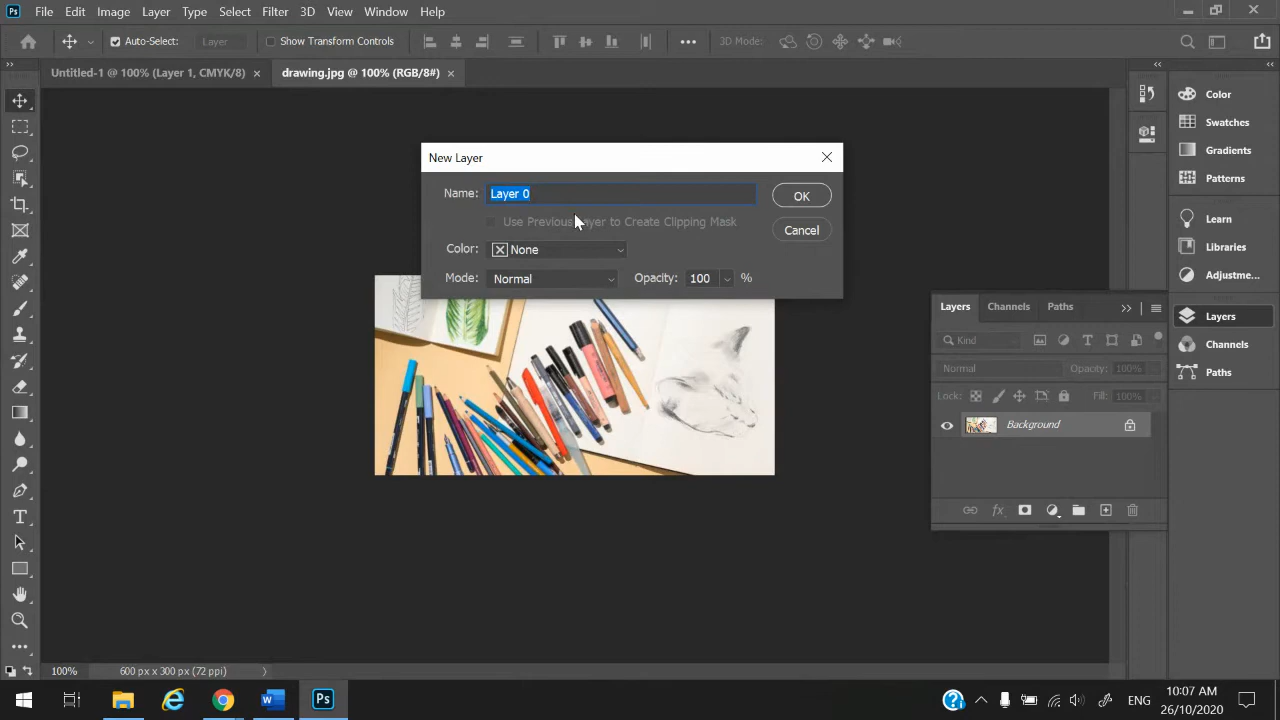 Ps File Edit Image Layer Type Select Filter 3D View Window Help
Auto-Select: Layer Show Transform Controls 3D Mode:
Untitled-1 @ 100% (Layer 1, CMYK/8) drawing.jpg @ 100% (RGB/8#)
New Layer
Name: Layer 0 OK
Use Previous Layer to Create Clipping Mask
Cancel
Color: None
Mode: Normal Opacity: 100 %
Color
Swatches
Gradients
Patterns
Learn
Libraries
Adjustme...
Layers
Channels
Paths
Layers Channels Paths
Kind
Normal Opacity: 100%
Lock: Fill: 100%
Background
fx
100% 600 px x 300 px (72 ppi)
W Ps ENG
10:07 AM
26/10/2020